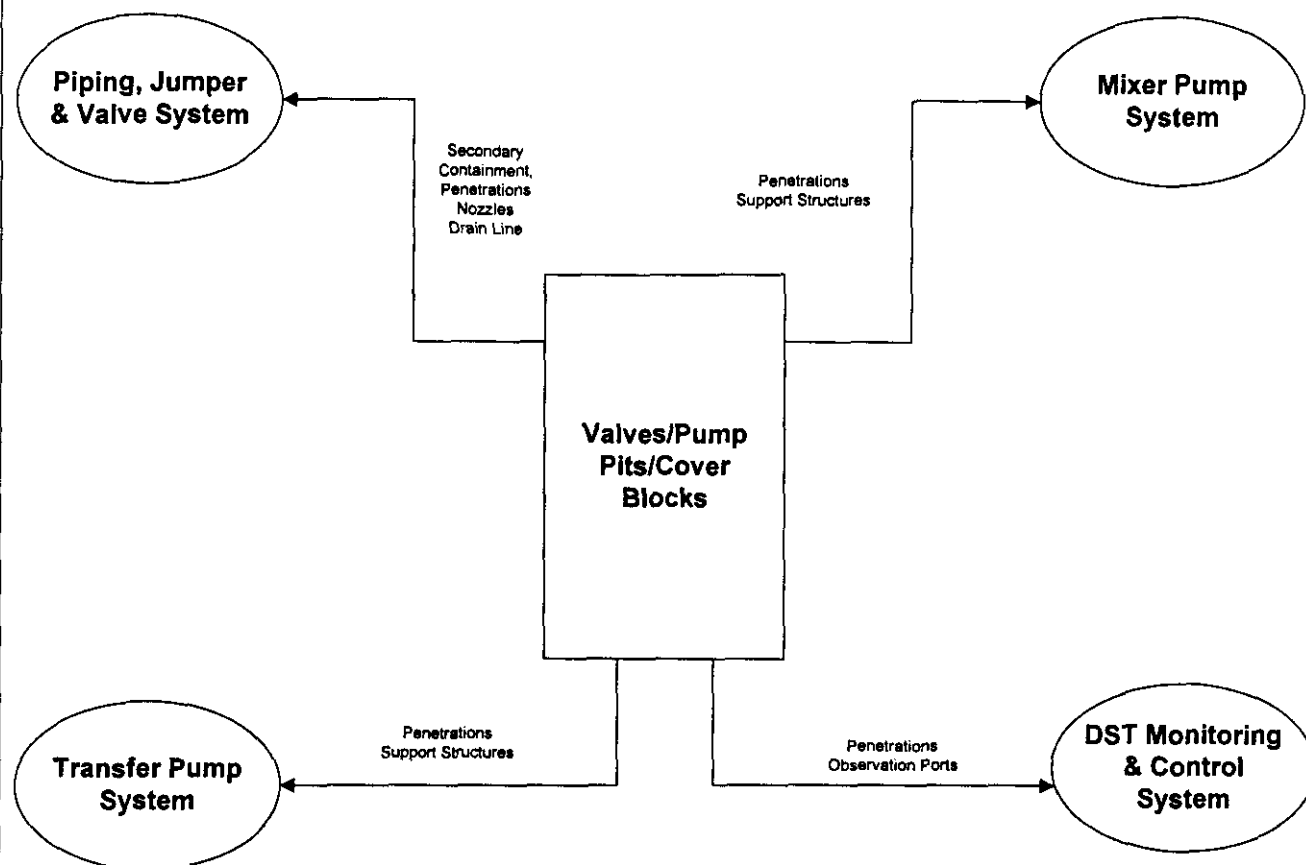 Piping, Jumper
& Valve System
Mixer Pump
System
Secondary
Containment,
Penetrations
Nozzles
Drain Line
Penetrations
Support Structures
Valves/Pump
Pits/Cover
Blocks
Penetrations
Support Structures
Transfer Pump
System
Penetrations
Observation Ports
DST Monitoring
& Control
System